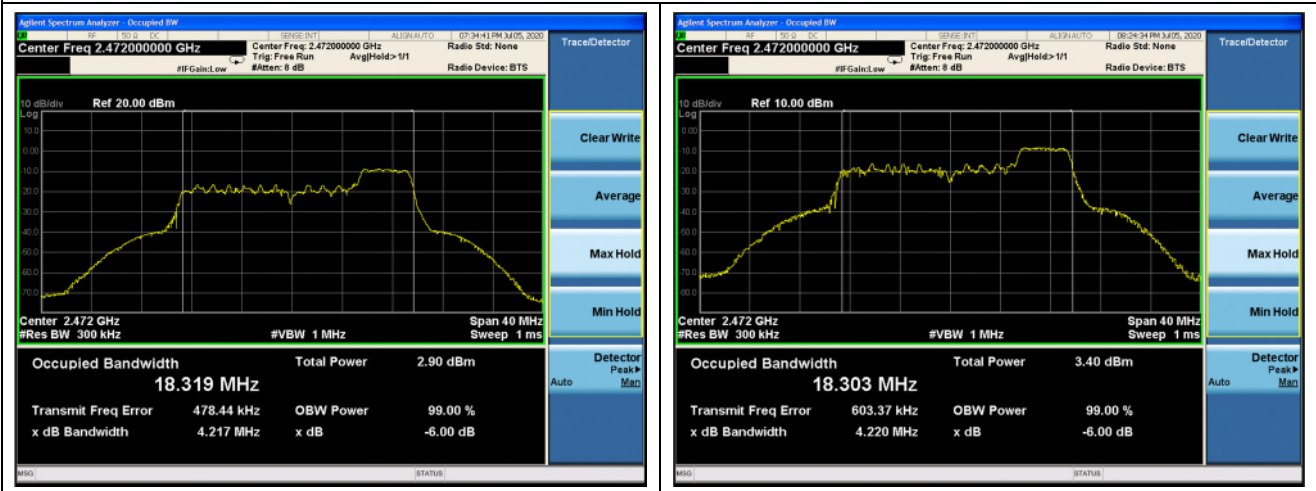 Agilent Spectrum Analyzer - Occupied BW
RF 50 Ω DC SENSE:INT ALIGNAUTO 07:34:41 PM Jul 05, 2020
Center Freq 2.472000000 GHz
Center Freq: 2.472000000 GHz
Radio Std: None
Trig: Free Run Avg|Hold:>1/1
#IFGain:Low #Atten: 8 dB Radio Device: BTS
10 dB/div Ref 20.00 dBm
Log
10.0
0.00
-10.0
-20.0
-30.0
-40.0
-50.0
-60.0
-70.0
Center 2.472 GHz Span 40 MHz
#Res BW 300 kHz #VBW 1 MHz Sweep 1 ms
Occupied Bandwidth Total Power 2.90 dBm
18.319 MHz
Transmit Freq Error 478.44 kHz OBW Power 99.00 %
x dB Bandwidth 4.217 MHz x dB -6.00 dB
MSG STATUS
Trace/Detector
Clear Write
Average
Max Hold
Min Hold
Detector
Peak▶
Auto Man
Agilent Spectrum Analyzer - Occupied BW
RF 50 Ω DC SENSE:INT ALIGNAUTO 08:24:34 PM Jul 05, 2020
Center Freq 2.472000000 GHz
Center Freq: 2.472000000 GHz
Radio Std: None
Trig: Free Run Avg|Hold:>1/1
#IFGain:Low #Atten: 8 dB Radio Device: BTS
10 dB/div Ref 10.00 dBm
Log
0.00
-10.0
-20.0
-30.0
-40.0
-50.0
-60.0
-70.0
-80.0
Center 2.472 GHz Span 40 MHz
#Res BW 300 kHz #VBW 1 MHz Sweep 1 ms
Occupied Bandwidth Total Power 3.40 dBm
18.303 MHz
Transmit Freq Error 603.37 kHz OBW Power 99.00 %
x dB Bandwidth 4.220 MHz x dB -6.00 dB
MSG STATUS
Trace/Detector
Clear Write
Average
Max Hold
Min Hold
Detector
Peak▶
Auto Man